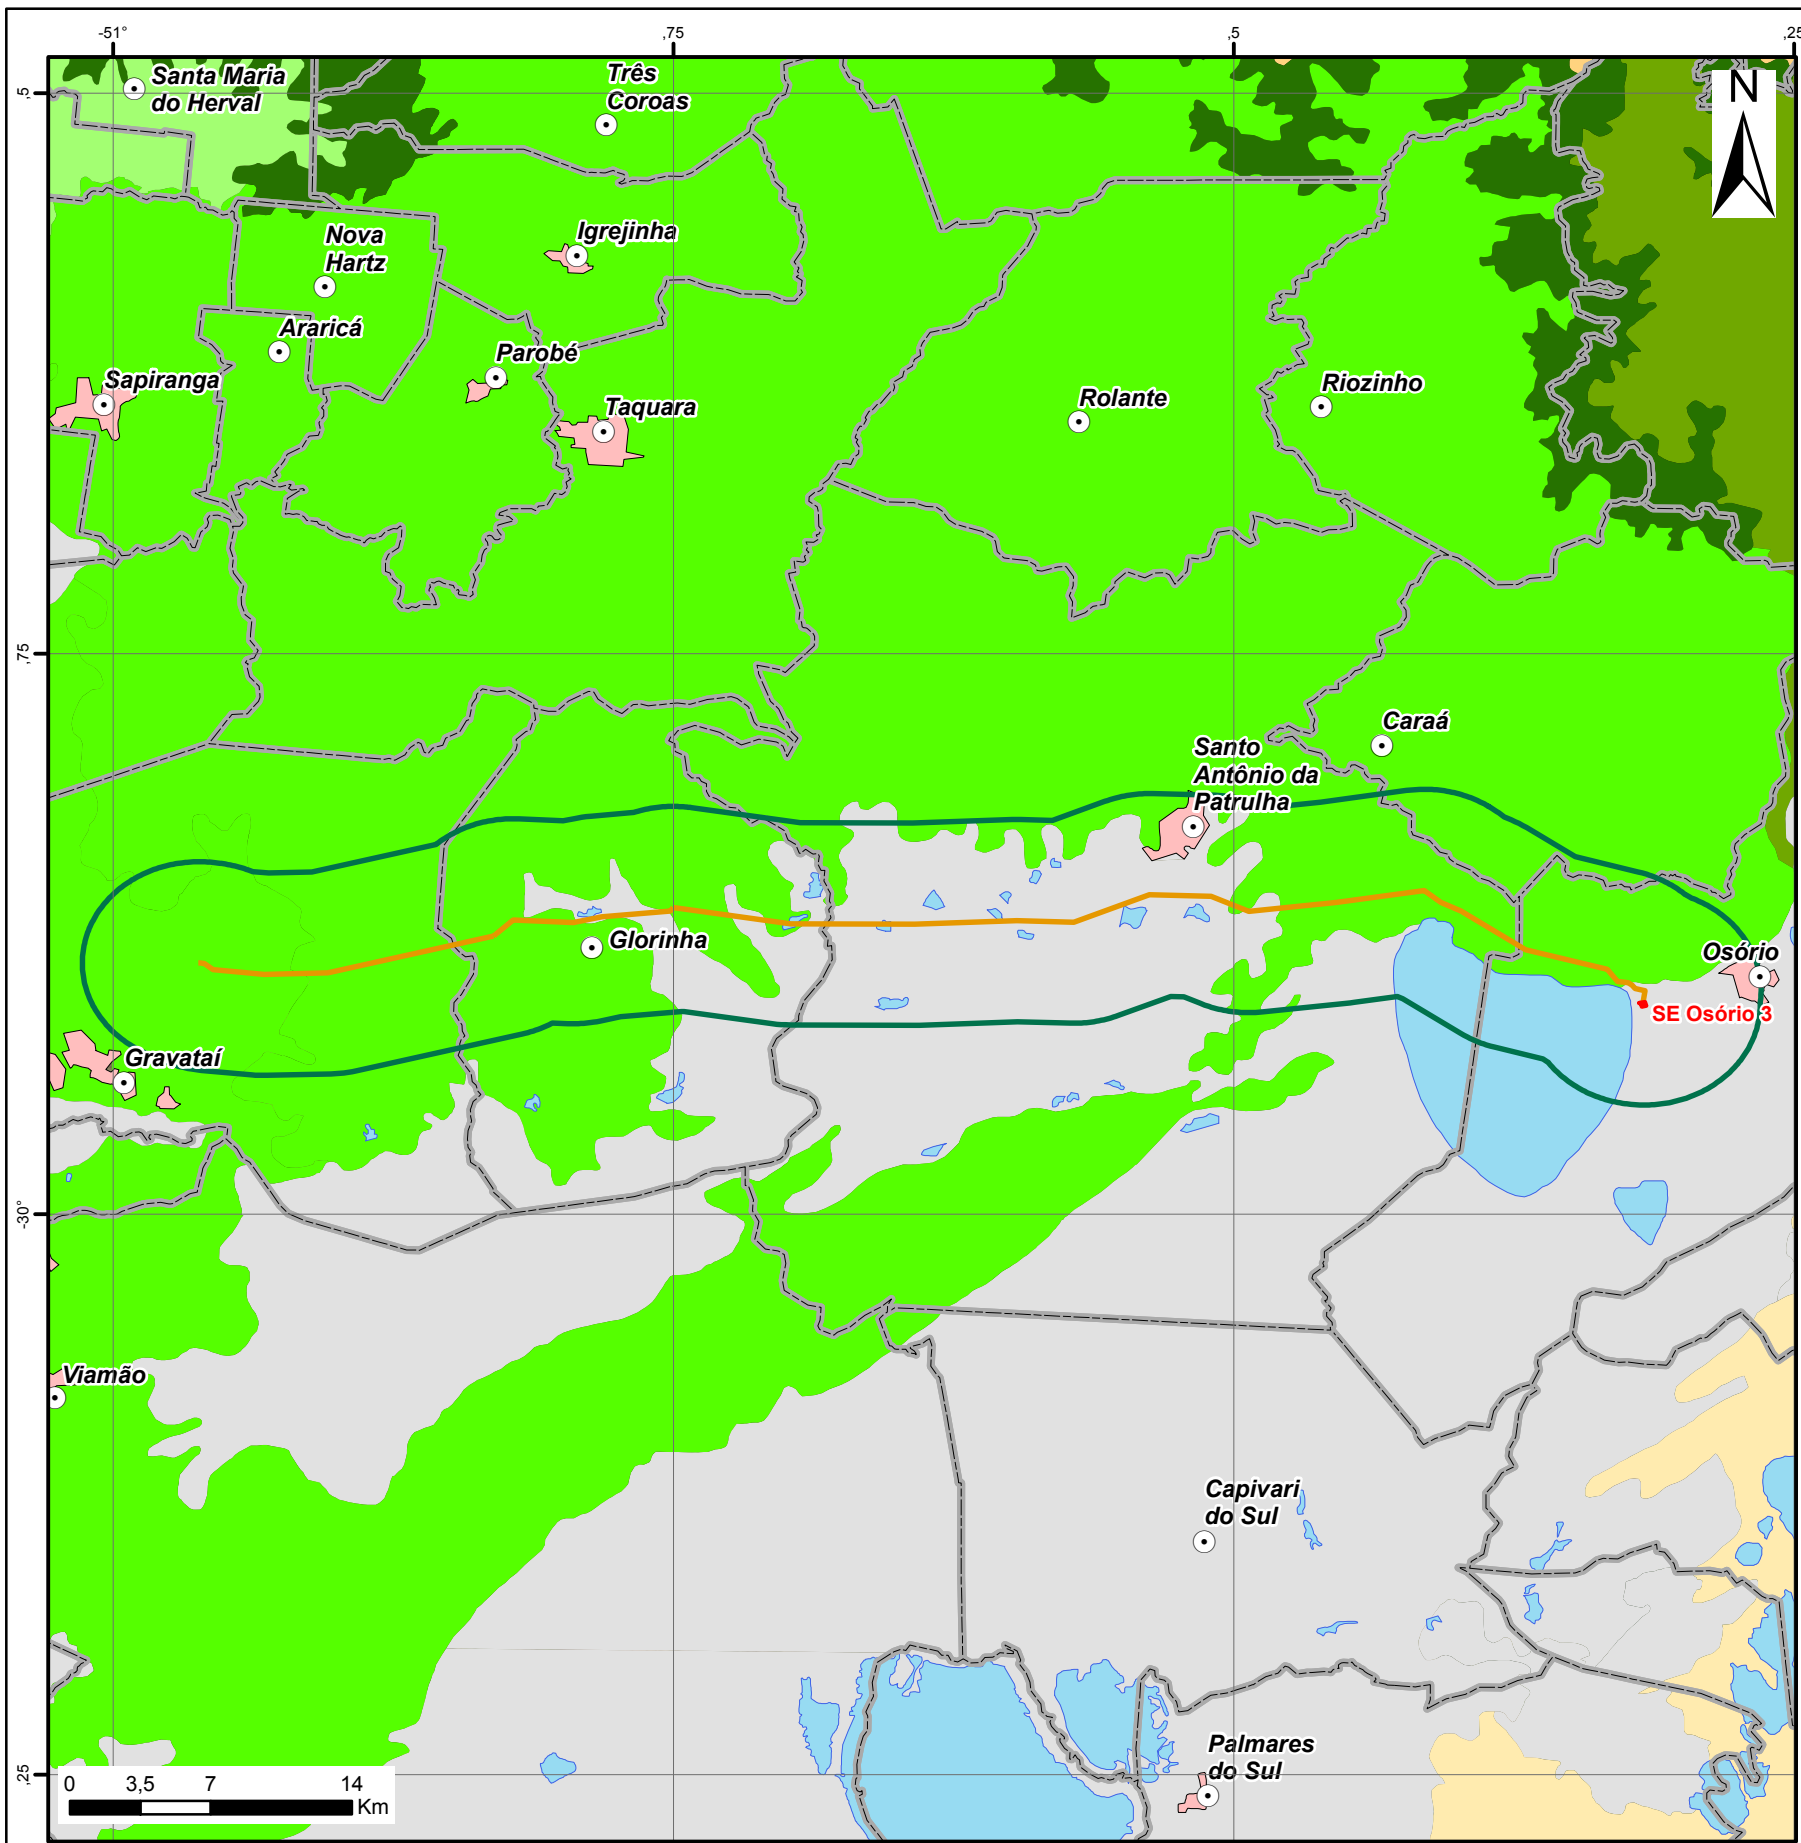 -51°
,75
,5
,25
,5
Santa Maria
do Herval
Três
Coroas
N
Nova
Hartz
Igrejinha
Araricá
Parobé
Sapiranga
Taquara
Rolante
Riozinho
,75
Caraá
Santo
Antônio da
Patrulha
Glorinha
Osório
SE Osório 3
Gravataí
-30°
Viamão
Capivari
do Sul
Palmares
do Sul
,25
0 3,5 7 14
Km